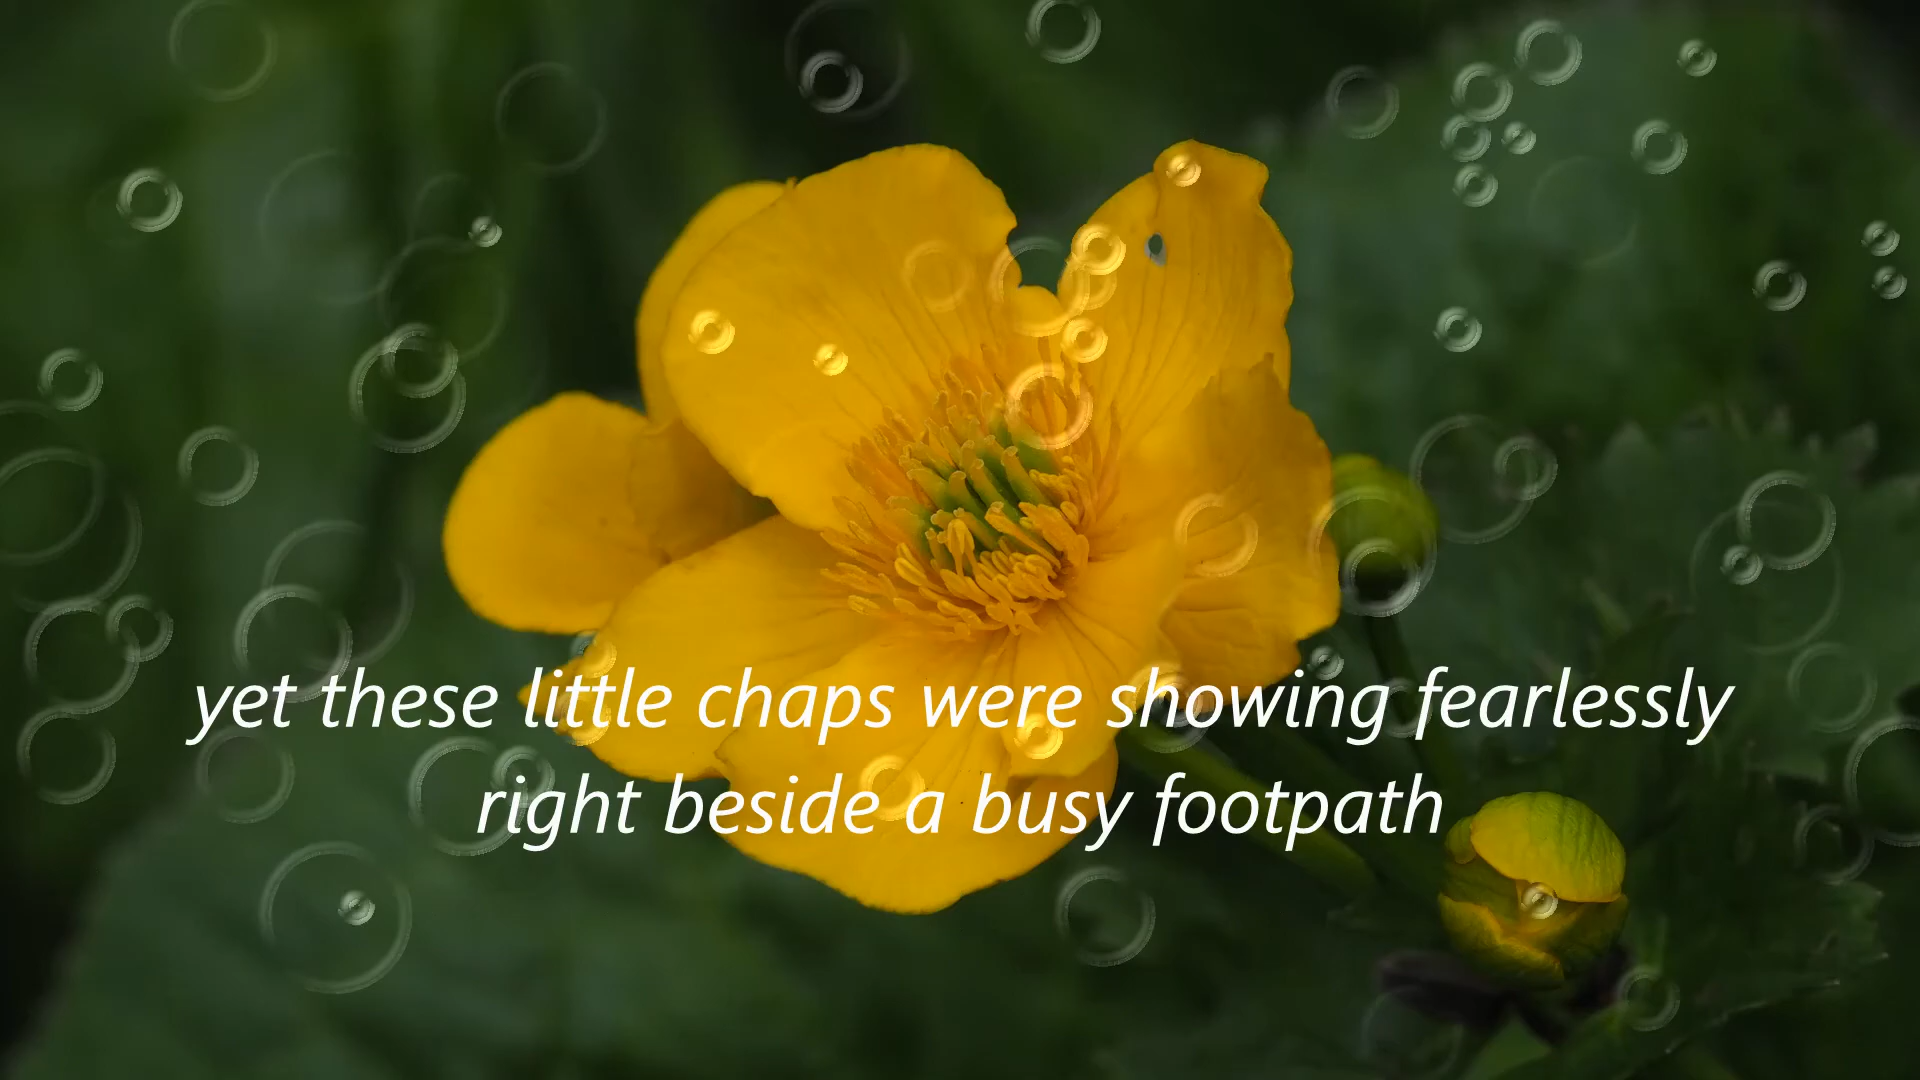 yet these little chaps were showing fearlessly
right beside a busy footpath